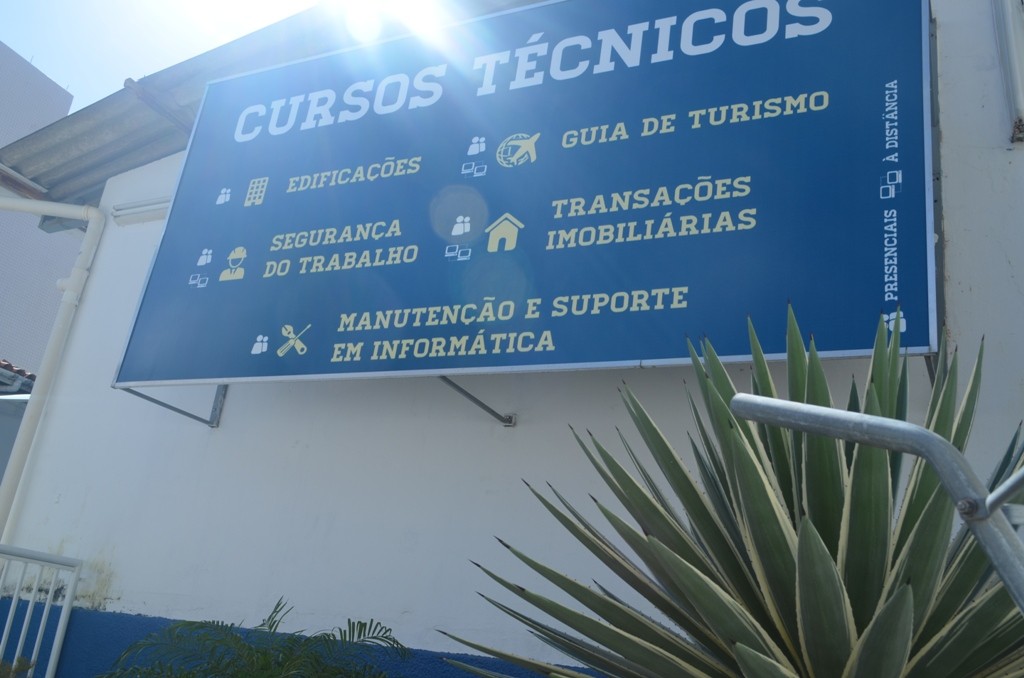 CURSOS TÉCNICOS
EDIFICAÇÕES
GUIA DE TURISMO
SEGURANÇA
DO TRABALHO
TRANSAÇÕES
IMOBILIÁRIAS
MANUTENÇÃO E SUPORTE
EM INFORMÁTICA
PRESENCIAIS À DISTÂNCIA